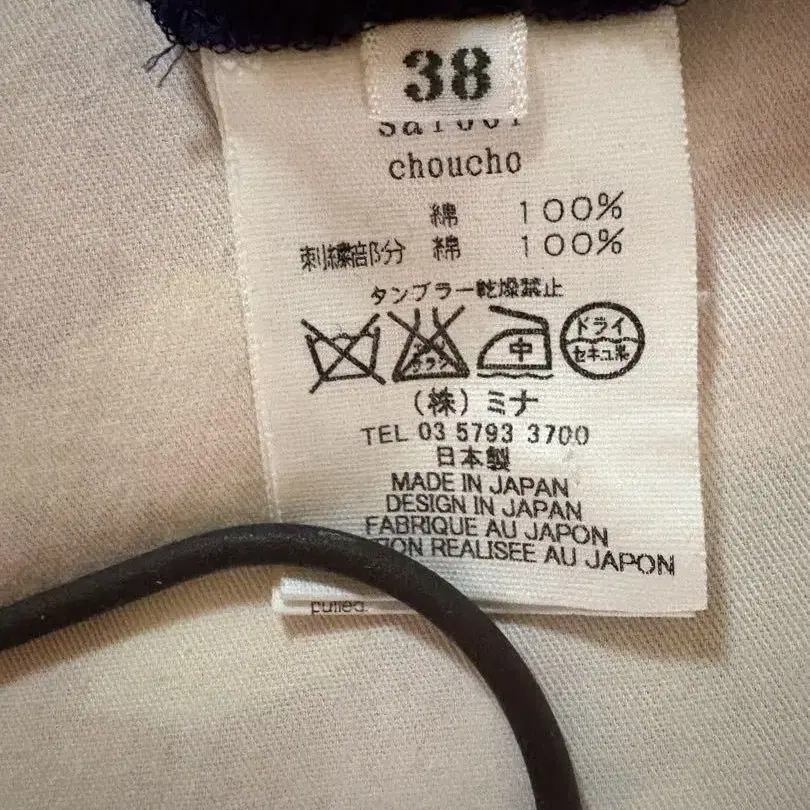 38
choucho
綿 100%
刺繍部分 綿 100%
タンブラー乾燥禁止
中
ドライ
セキユ系
(株)ミナ
TEL 03 5793 3700
日本製
MADE IN JAPAN
DESIGN IN JAPAN
FABRIQUE AU JAPON
REALISEE AU JAPON
pulled.